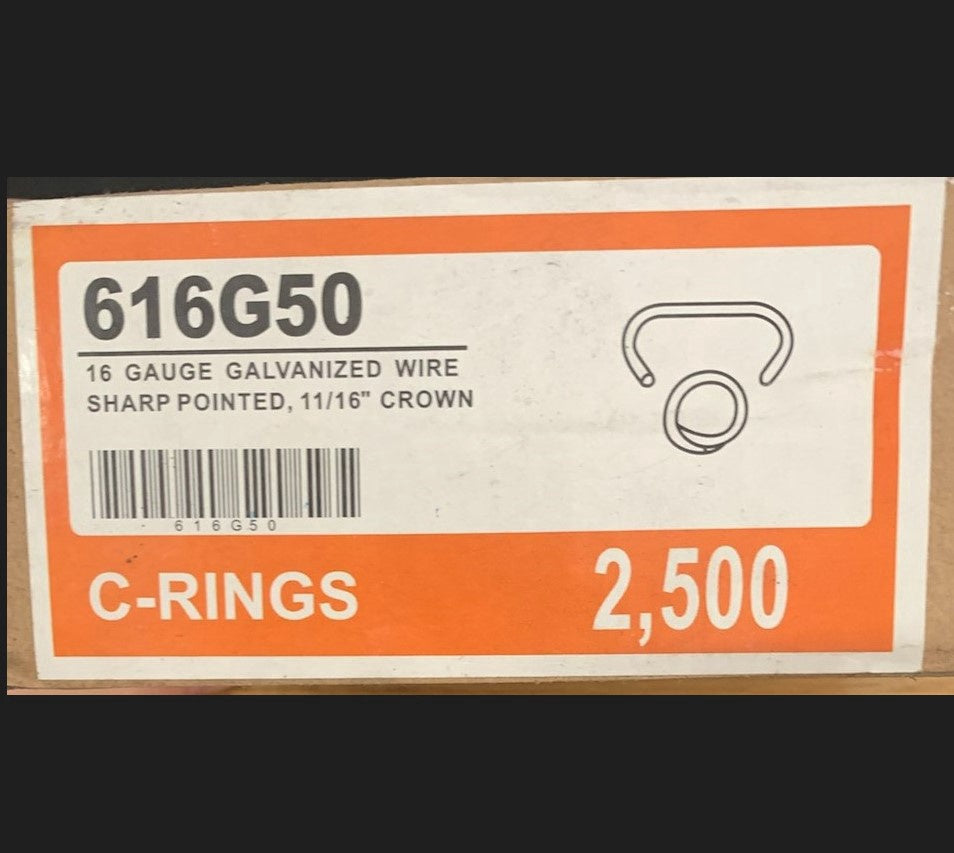 616G50
16 GAUGE GALVANIZED WIRE
SHARP POINTED, 11/16" CROWN
616G50
C-RINGS
2,500